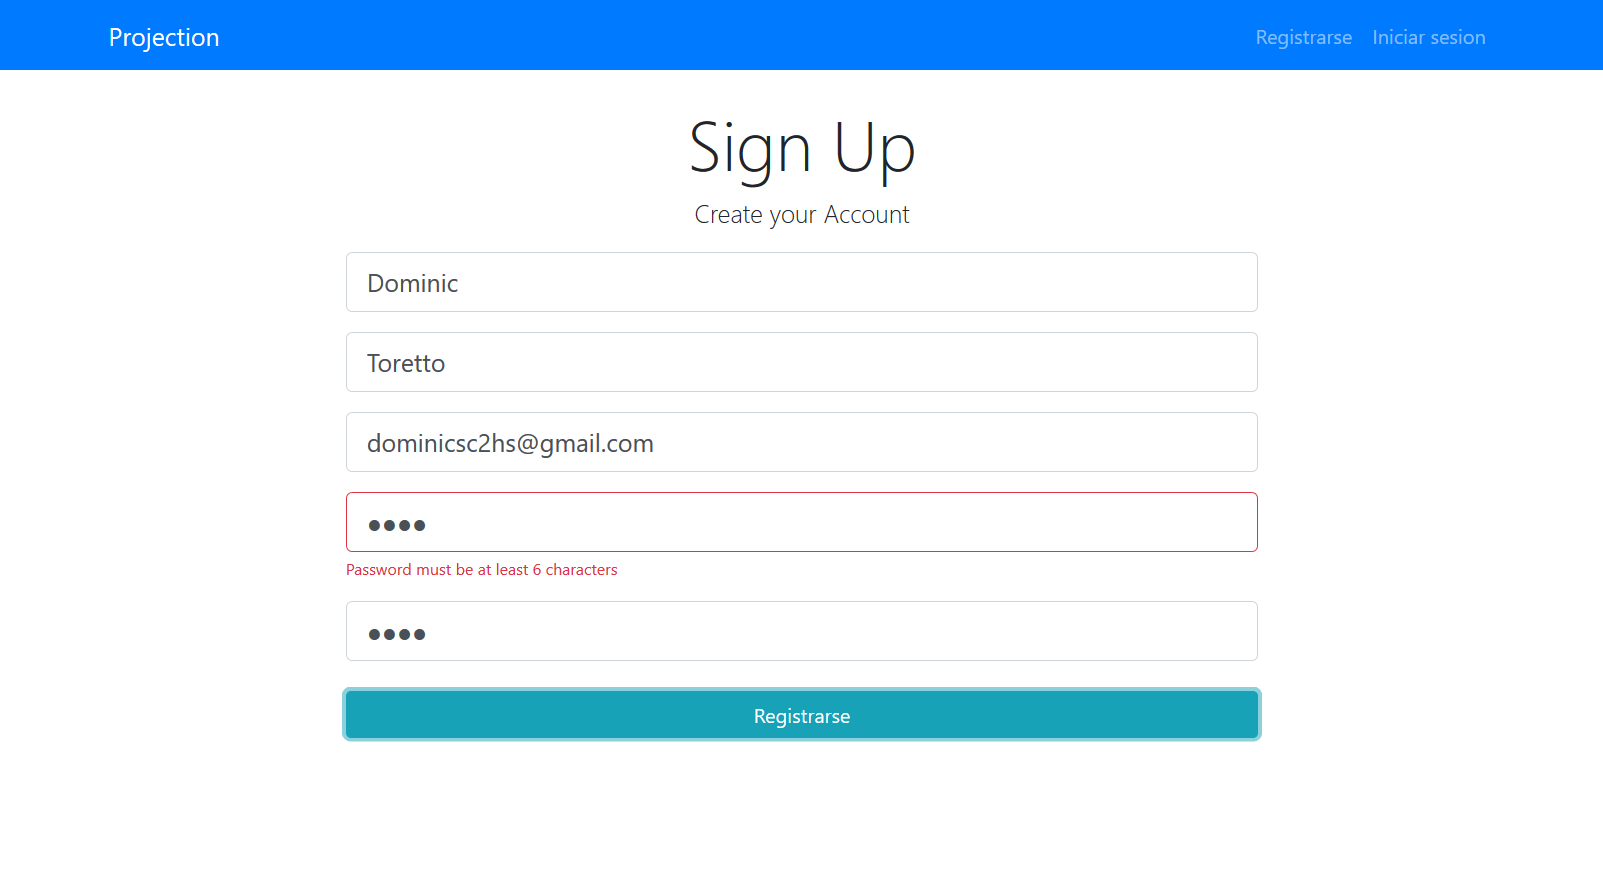 Projection
Registrarse Iniciar sesion
Sign Up
Create your Account
Dominic
Toretto
dominicsc2hs@gmail.com
●●●●
Password must be at least 6 characters
●●●●
Registrarse